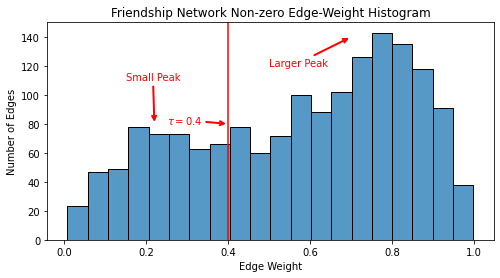 Friendship Network Non-zero Edge-Weight Histogram
140
120
100
80
60
40
20
0
Number of Edges
Small Peak
Larger Peak
τ = 0.4
0.0 0.2 0.4 0.6 0.8 1.0
Edge Weight